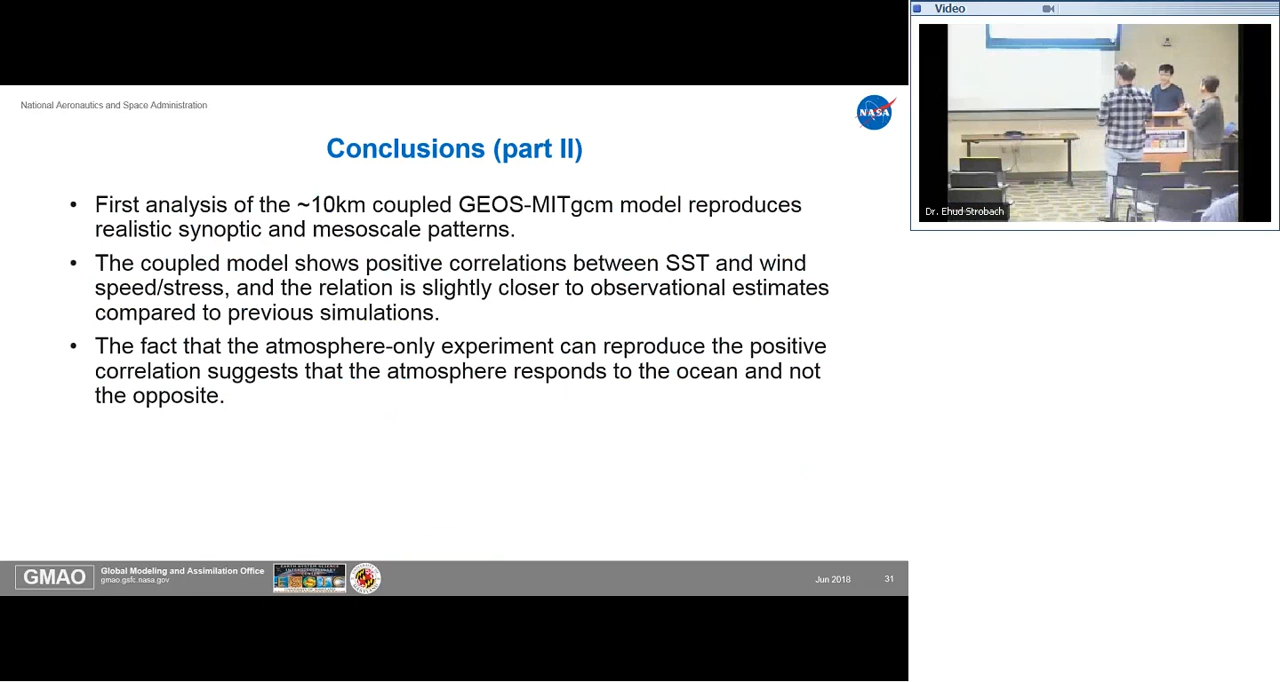 Video
National Aeronautics and Space Administration
NASA
Conclusions (part II)
• First analysis of the ~10km coupled GEOS-MITgcm model reproduces
realistic synoptic and mesoscale patterns.
• The coupled model shows positive correlations between SST and wind
speed/stress, and the relation is slightly closer to observational estimates
compared to previous simulations.
• The fact that the atmosphere-only experiment can reproduce the positive
correlation suggests that the atmosphere responds to the ocean and not
the opposite.
Dr. Ehud Strobach
GMAO
Global Modeling and Assimilation Office
gmao.gsfc.nasa.gov
Jun 2018
31